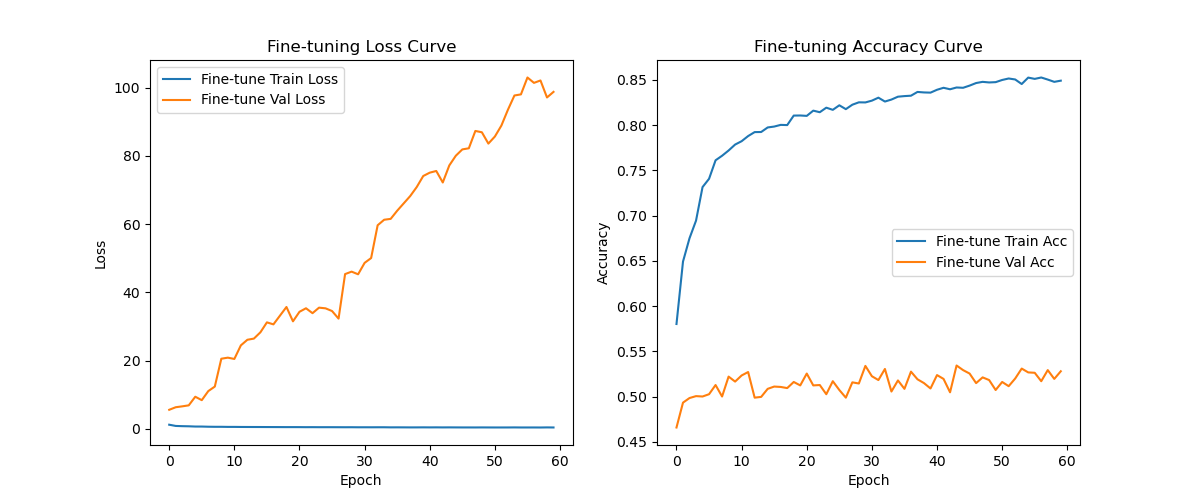 Fine-tuning Loss Curve
Fine-tune Train Loss
Fine-tune Val Loss
Loss
100
80
60
40
20
0
0 10 20 30 40 50 60
Epoch
Fine-tuning Accuracy Curve
Fine-tune Train Acc
Fine-tune Val Acc
Accuracy
0.85
0.80
0.75
0.70
0.65
0.60
0.55
0.50
0.45
0 10 20 30 40 50 60
Epoch